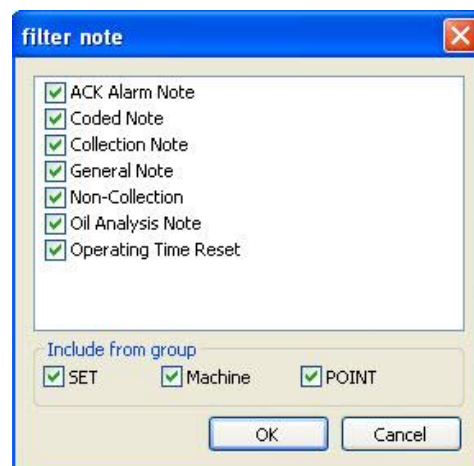 filter note
ACK Alarm Note
Coded Note
Collection Note
General Note
Non-Collection
Oil Analysis Note
Operating Time Reset
Include from group
SET Machine POINT
OK Cancel